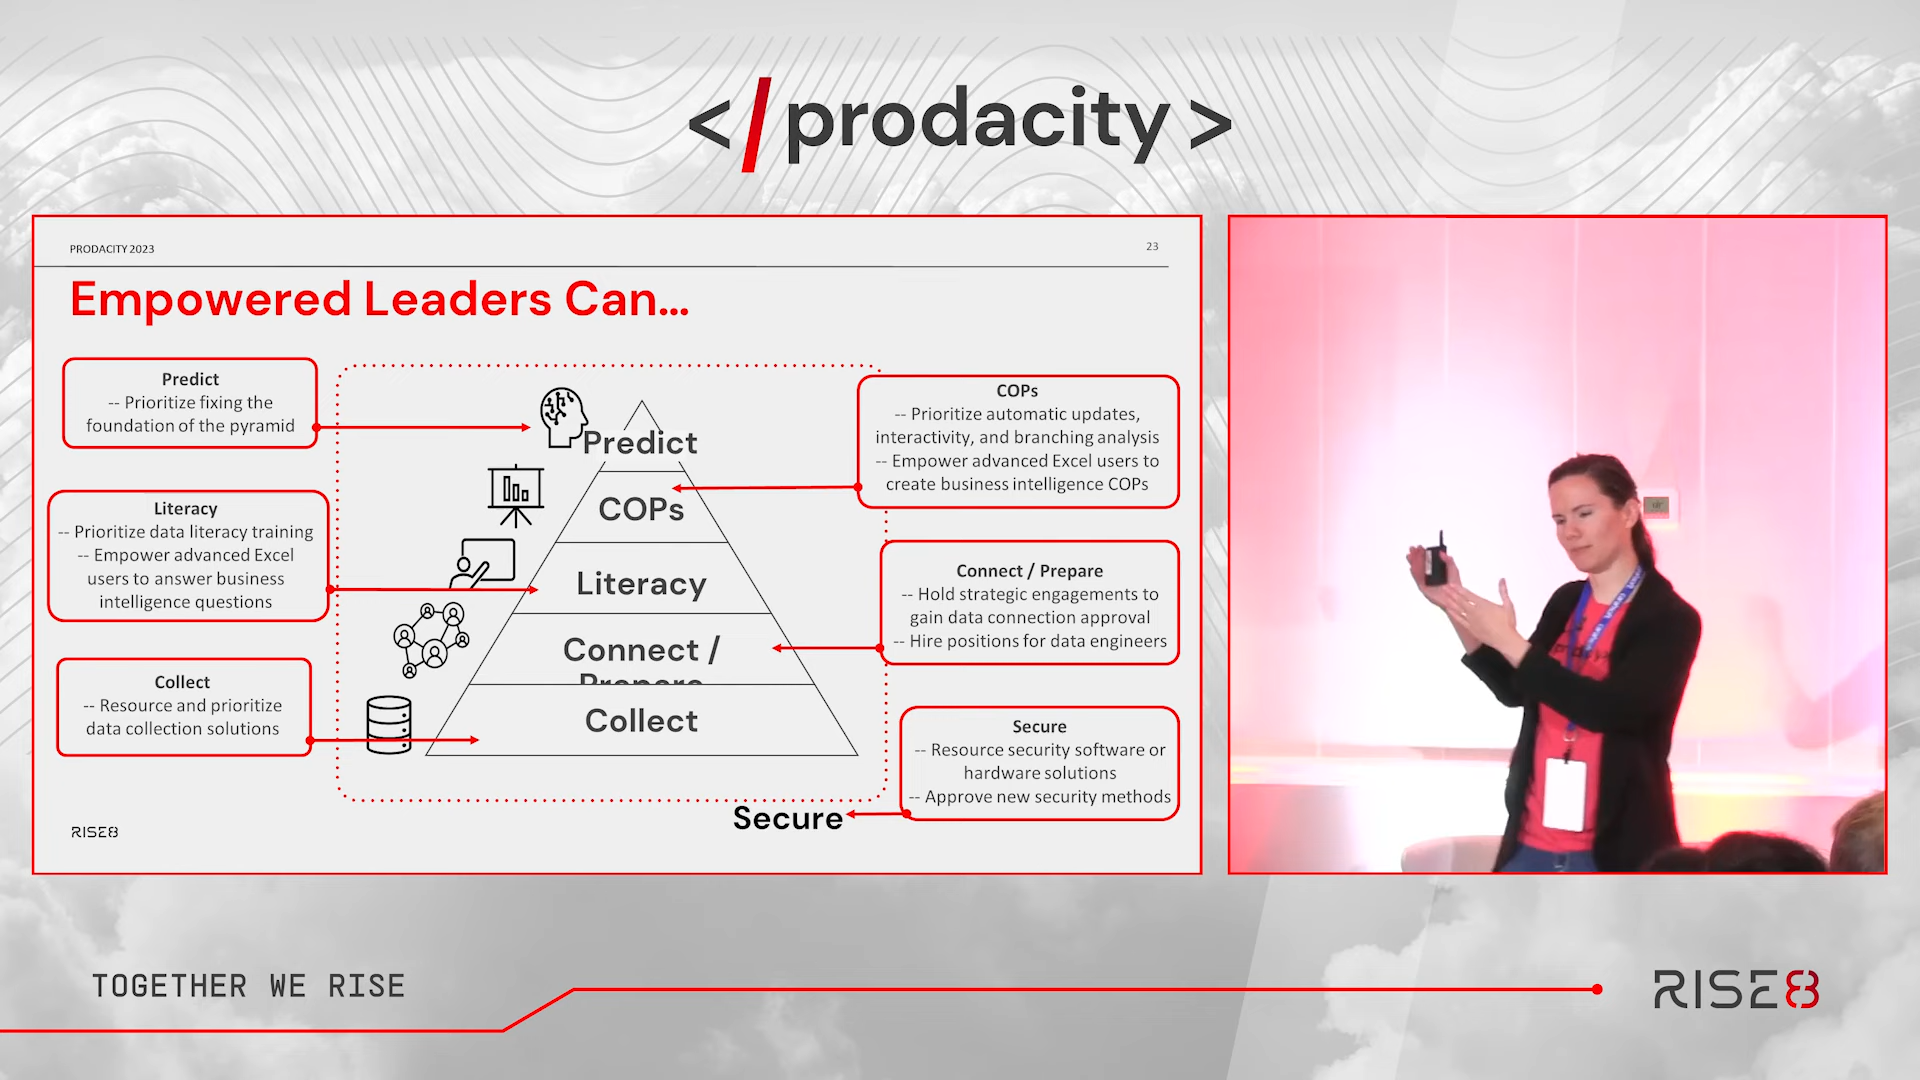 </prodacity>
PRODACITY 2023
23
Empowered Leaders Can...
Predict
-- Prioritize fixing the
foundation of the pyramid
Literacy
-- Prioritize data literacy training
-- Empower advanced Excel
users to answer business
intelligence questions
Collect
-- Resource and prioritize
data collection solutions
Predict
COPs
Literacy
Connect /
Prepare
Collect
Secure
COPs
-- Prioritize automatic updates,
interactivity, and branching analysis
-- Empower advanced Excel users to
create business intelligence COPs
Connect / Prepare
-- Hold strategic engagements to
gain data connection approval
-- Hire positions for data engineers
Secure
-- Resource security software or
hardware solutions
-- Approve new security methods
RISE8
TOGETHER WE RISE
RISE8